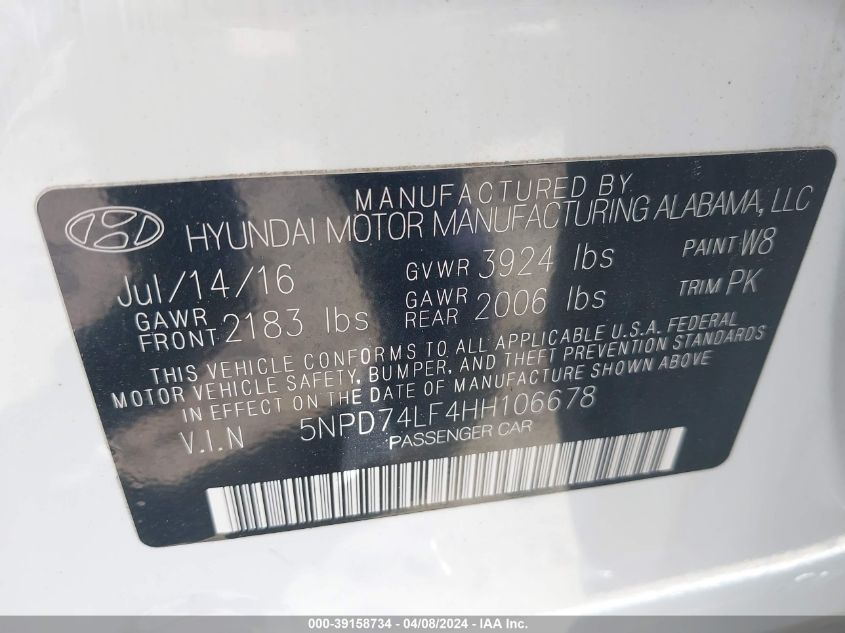 MANUFACTURED BY
HYUNDAI MOTOR MANUFACTURING ALABAMA, LLC
Jul/14/16 GVWR 3924 lbs PAINT W8
GAWR FRONT 2183 lbs GAWR REAR 2006 lbs TRIM PK
THIS VEHICLE CONFORMS TO ALL APPLICABLE U.S.A. FEDERAL
MOTOR VEHICLE SAFETY, BUMPER, AND THEFT PREVENTION STANDARDS
IN EFFECT ON THE DATE OF MANUFACTURE SHOWN ABOVE
V.I.N 5NPD74LF4HH106678
PASSENGER CAR
000-39158734 - 04/08/2024 - IAA Inc.